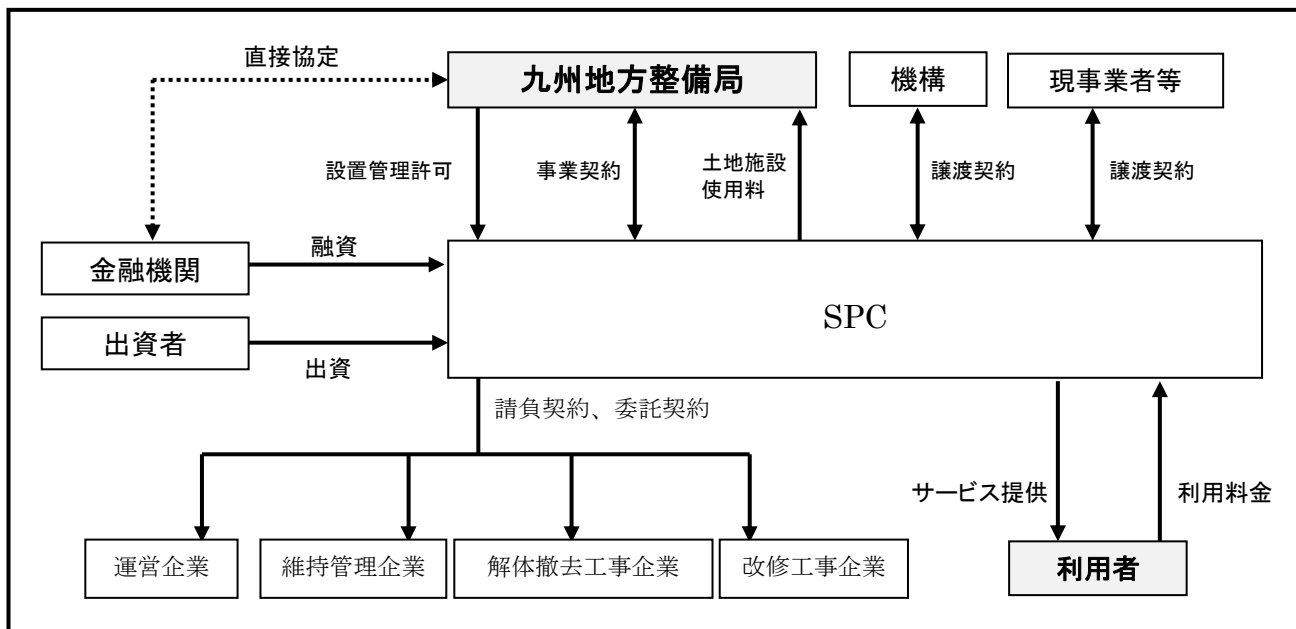 直接協定
九州地方整備局
機構
現事業者等
設置管理許可
事業契約
土地施設
使用料
譲渡契約
譲渡契約
金融機関
融資
SPC
出資者
出資
請負契約、委託契約
サービス提供
利用料金
運営企業
維持管理企業
解体撤去工事企業
改修工事企業
利用者